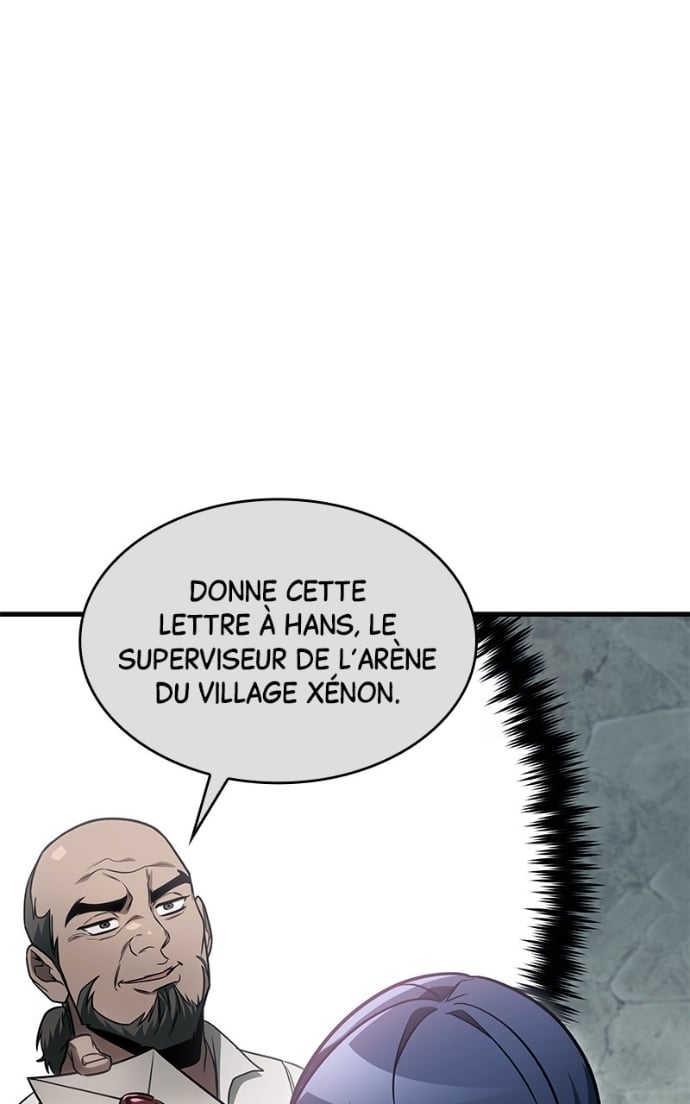 DONNE CETTE
LETTRE À HANS, LE
SUPERVISEUR DE L'ARÈNE
DU VILLAGE XÉNON.